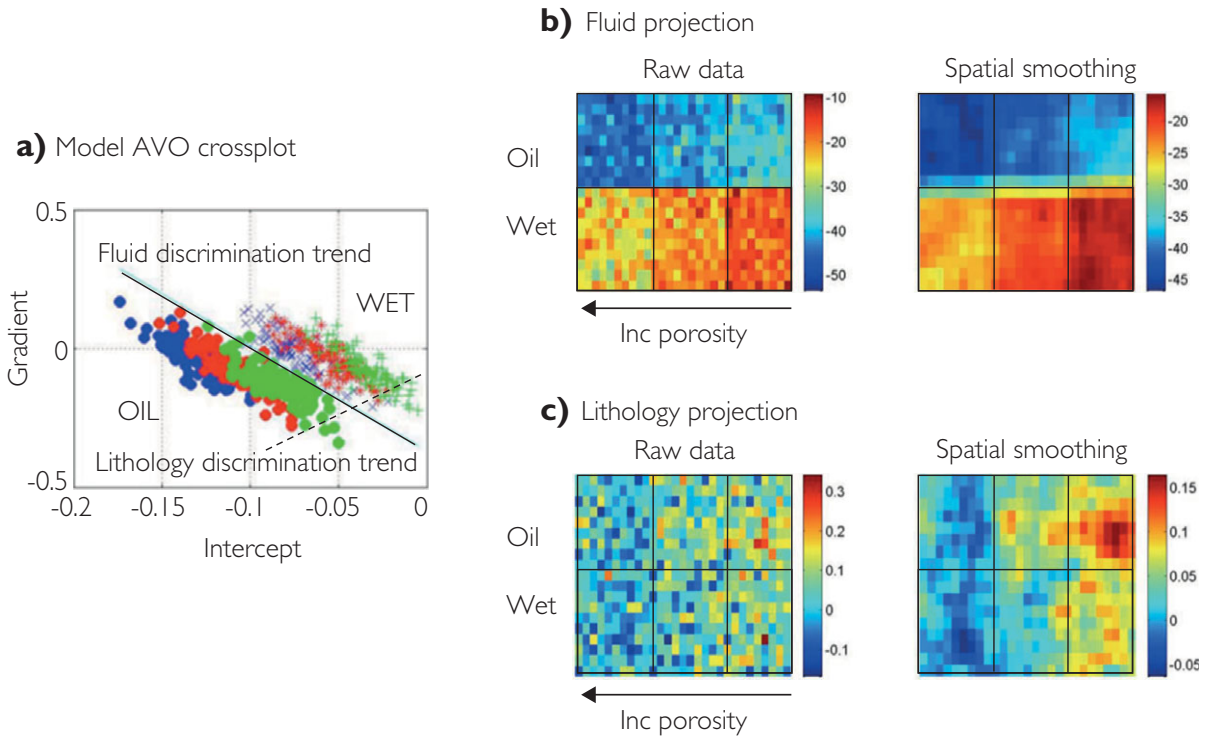 a) Model AVO crossplot
0.5
0
-0.5
Gradient
Fluid discrimination trend
WET
OIL
Lithology discrimination trend
-0.2 -0.15 -0.1 -0.05 0
Intercept
b) Fluid projection
Raw data
Oil
Wet
-10
-20
-30
-40
-50
Inc porosity
Spatial smoothing
-20
-25
-30
-35
-40
-45
c) Lithology projection
Raw data
Oil
Wet
0.3
0.2
0.1
0
-0.1
Inc porosity
Spatial smoothing
0.15
0.1
0.05
0
-0.05